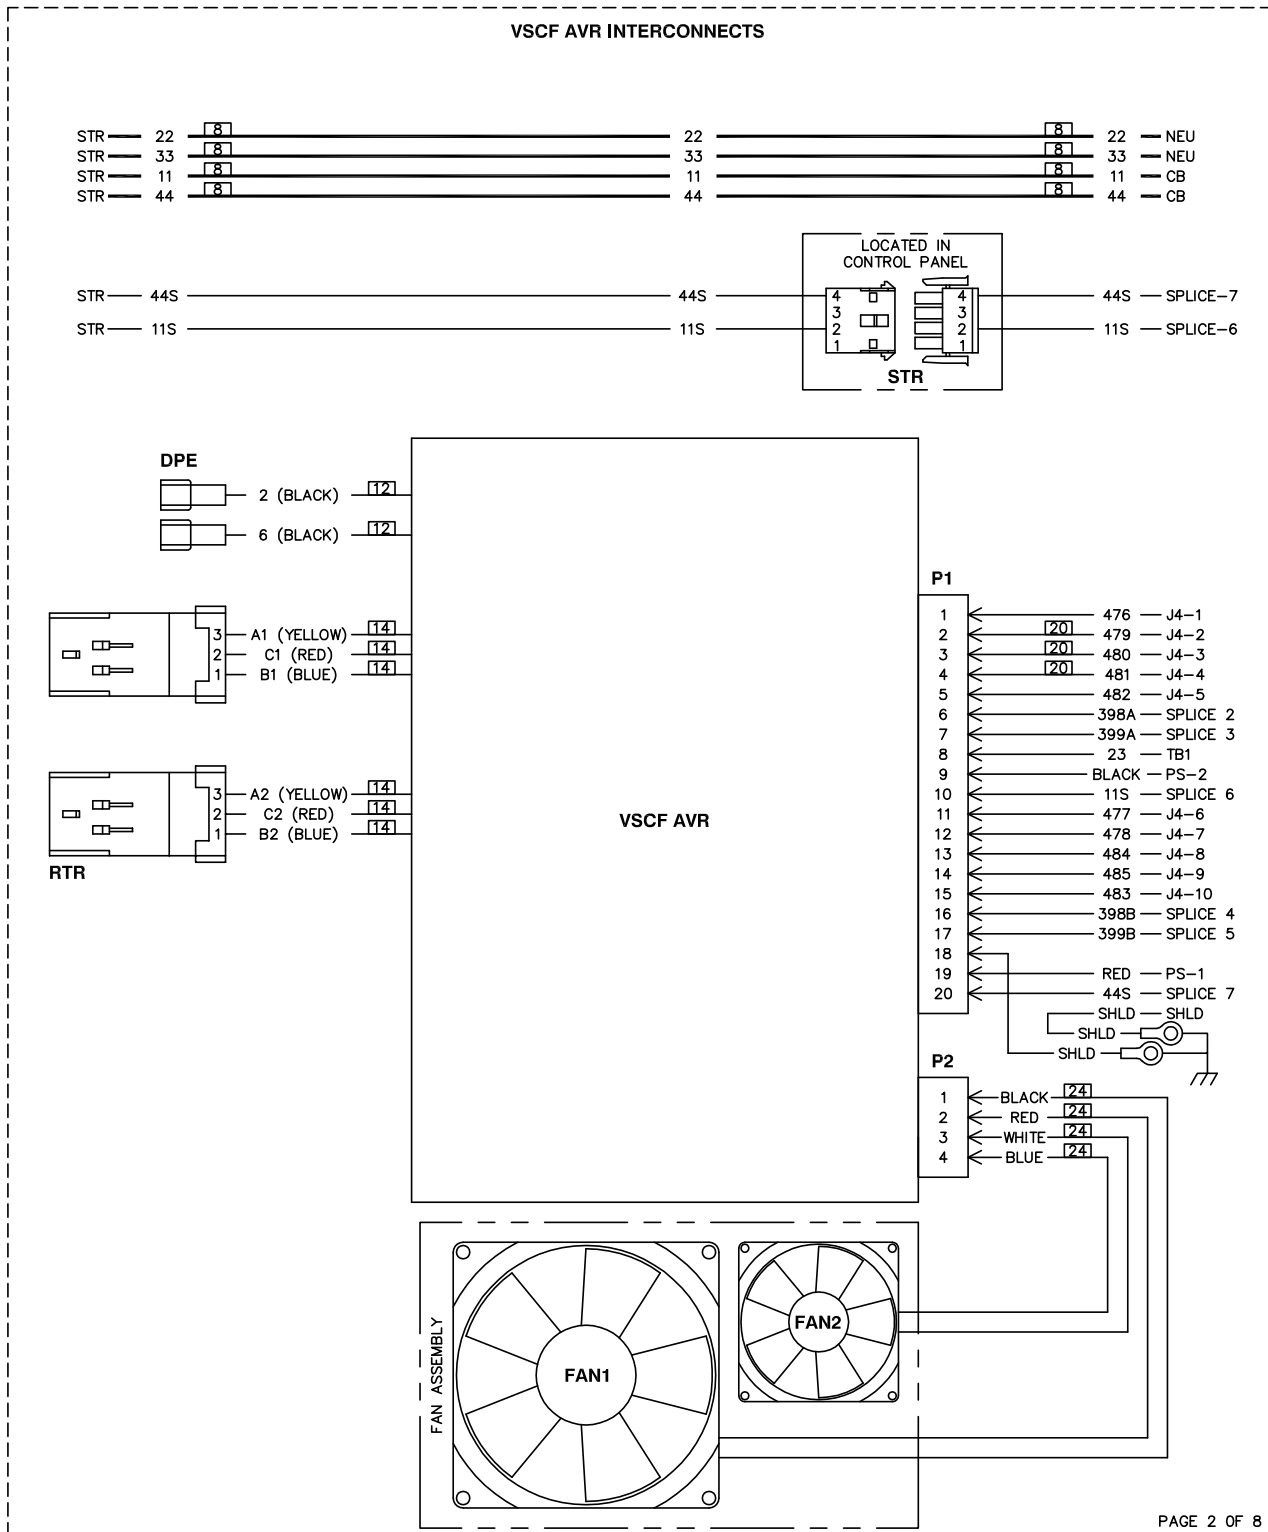 VSCF AVR INTERCONNECTS
STR 22 8 22 8 22 NEU
STR 33 8 33 8 33 NEU
STR 11 8 11 8 11 CB
STR 44 8 44 8 44 CB
LOCATED IN
CONTROL PANEL
STR 44S 44S 4 4 44S SPLICE-7
3 3
STR 11S 11S 2 2 11S SPLICE-6
1 1
STR
DPE
2 (BLACK) 12
6 (BLACK) 12
P1
1 476 J4-1
3 A1 (YELLOW) 14 2 20 479 J4-2
2 C1 (RED) 14 3 20 480 J4-3
1 B1 (BLUE) 14 4 20 481 J4-4
5 482 J4-5
6 398A SPLICE 2
7 399A SPLICE 3
8 23 TB1
9 BLACK PS-2
3 A2 (YELLOW) 14 10 11S SPLICE 6
2 C2 (RED) 14 VSCF AVR 11 477 J4-6
1 B2 (BLUE) 14 12 478 J4-7
13 484 J4-8
RTR 14 485 J4-9
15 483 J4-10
16 398B SPLICE 4
17 399B SPLICE 5
18
19 RED PS-1
20 44S SPLICE 7
SHLD SHLD
SHLD
SHLD
P2
1 BLACK 24
2 RED 24
3 WHITE 24
4 BLUE 24
FAN ASSEMBLY
FAN2
FAN1
PAGE 2 OF 8